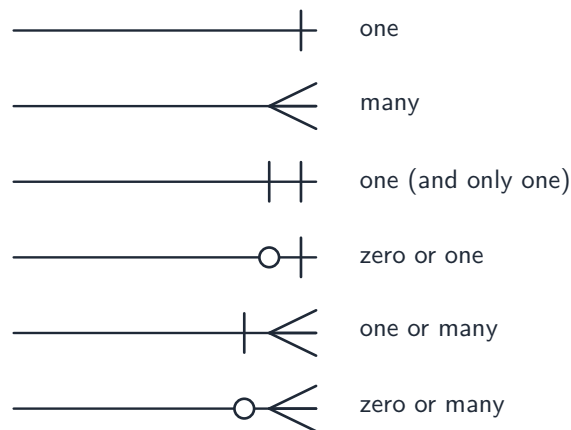 one
many
one (and only one)
zero or one
one or many
zero or many